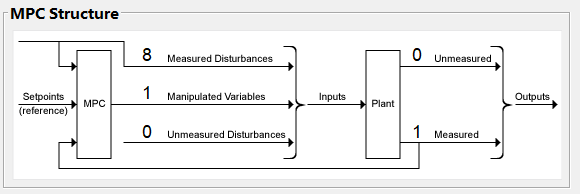 MPC Structure
8 Measured Disturbances
0 Unmeasured
Setpoints
(reference)
MPC
1 Manipulated Variables
Inputs
Plant
Outputs
0 Unmeasured Disturbances
1 Measured